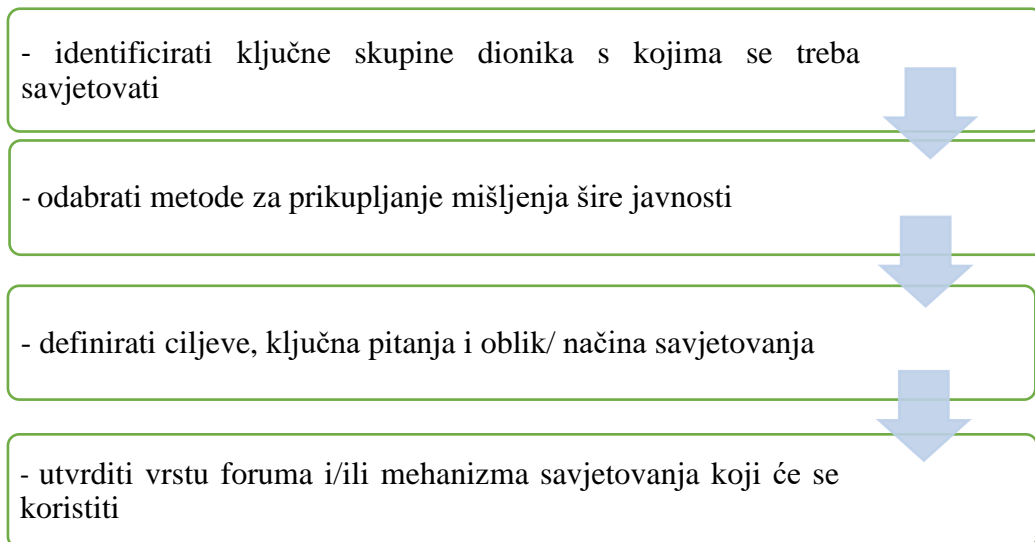 - identificirati ključne skupine dionika s kojima se treba
savjetovati
- odabrati metode za prikupljanje mišljenja šire javnosti
- definirati ciljeve, ključna pitanja i oblik/ načina savjetovanja
- utvrditi vrstu foruma i/ili mehanizma savjetovanja koji će se
koristiti